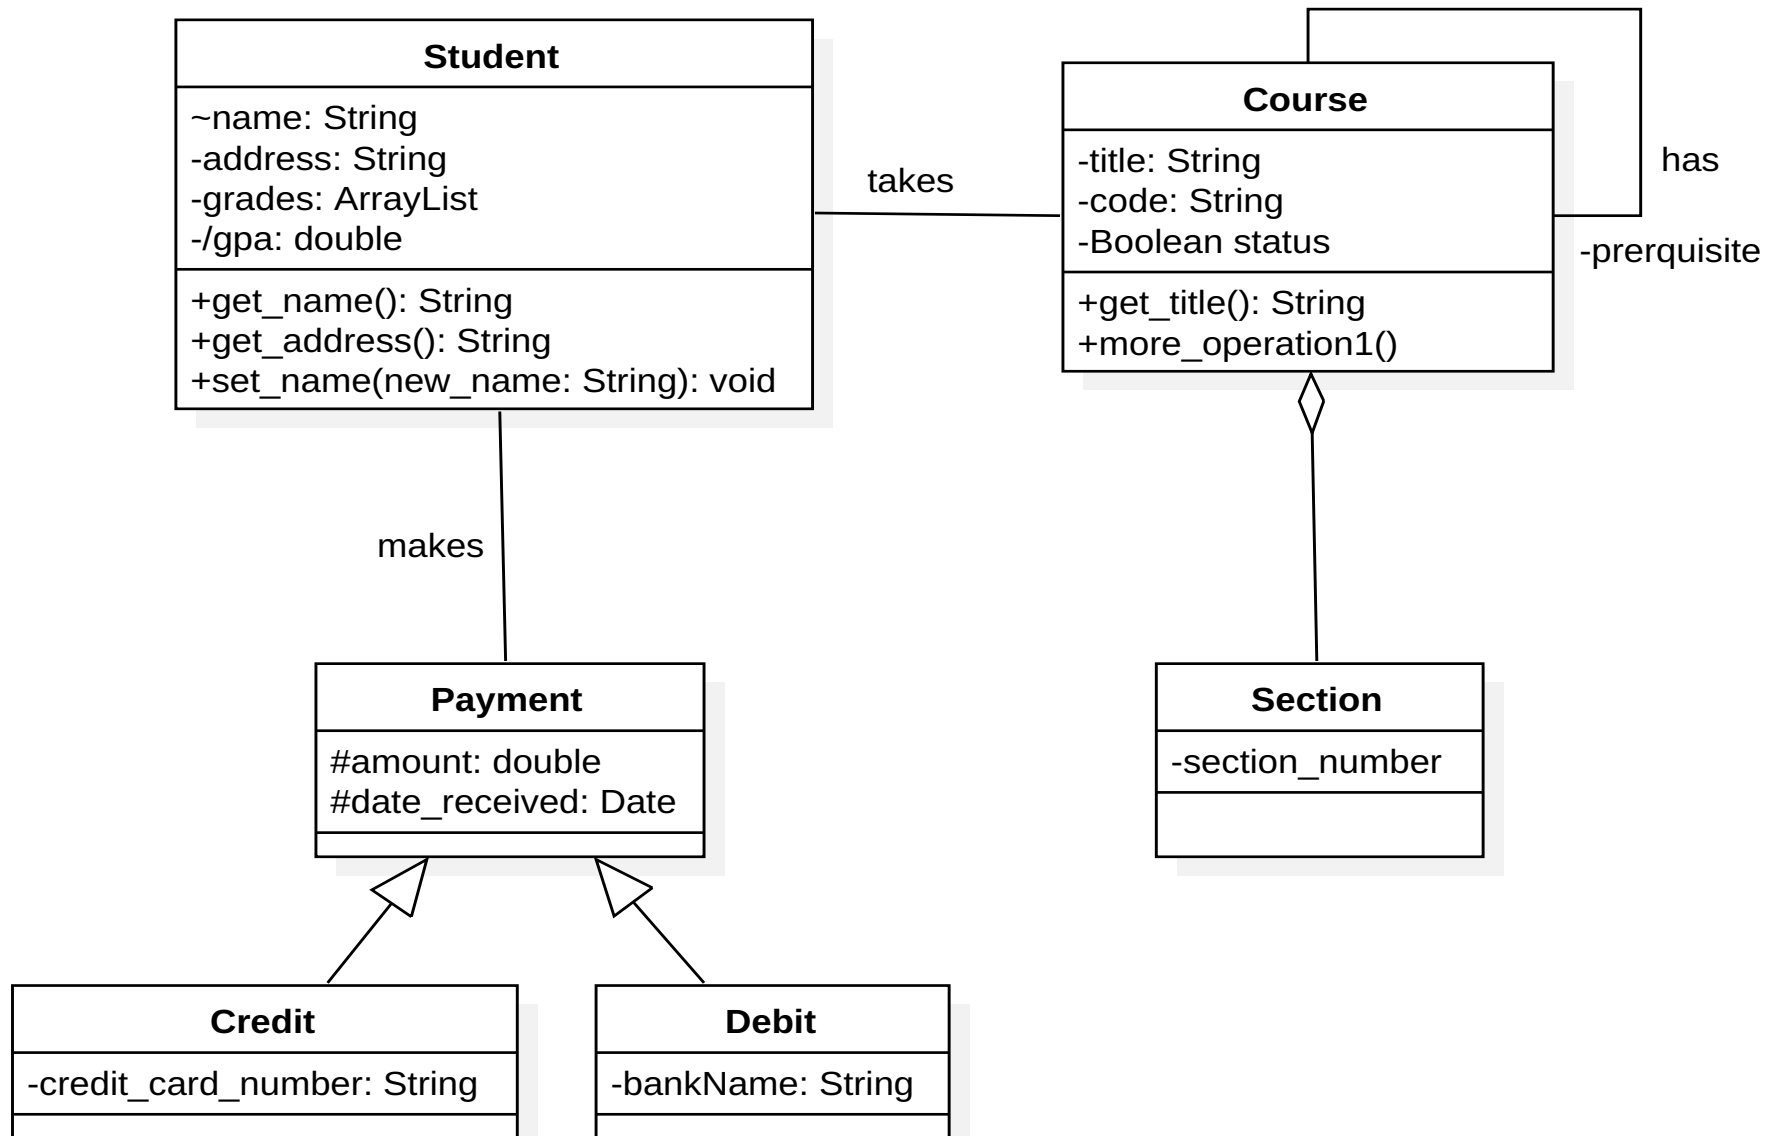 Student
~name: String
-address: String
-grades: ArrayList
-/gpa: double
+get_name(): String
+get_address(): String
+set_name(new_name: String): void
takes
Course
-title: String
-code: String
-Boolean status
+get_title(): String
+more_operation1()
has
-prerquisite
makes
Payment
#amount: double
#date_received: Date
Section
-section_number
Credit
-credit_card_number: String
Debit
-bankName: String